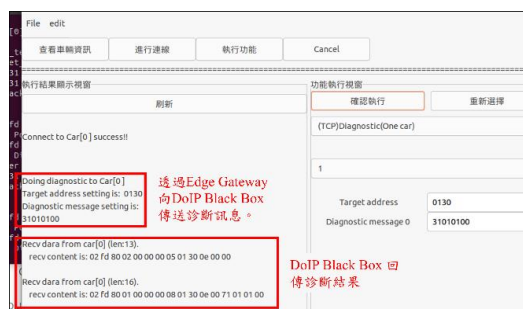 File edit
查看車輛資訊
進行連線
執行功能
Cancel
執行結果顯示視窗
刷新
Connect to Car[0] success!!
Doing diagnostic to Car[0]
Target address setting is: 0130
Diagnostic message setting is:
31010100
透過Edge Gateway
向DoIP Black Box
傳送診斷訊息。
Recv dara from car[0] (len:13).
recv content is: 02 fd 80 02 00 00 00 05 01 30 0e 00 00
Recv dara from car[0] (len:16).
recv content is: 02 fd 80 01 00 00 00 08 01 30 0e 00 71 01 01 00
DoIP Black Box 回
傳診斷結果
功能執行視窗
確認執行
重新選擇
(TCP)Diagnostic(One car)
1
Target address
0130
Diagnostic message 0
31010100